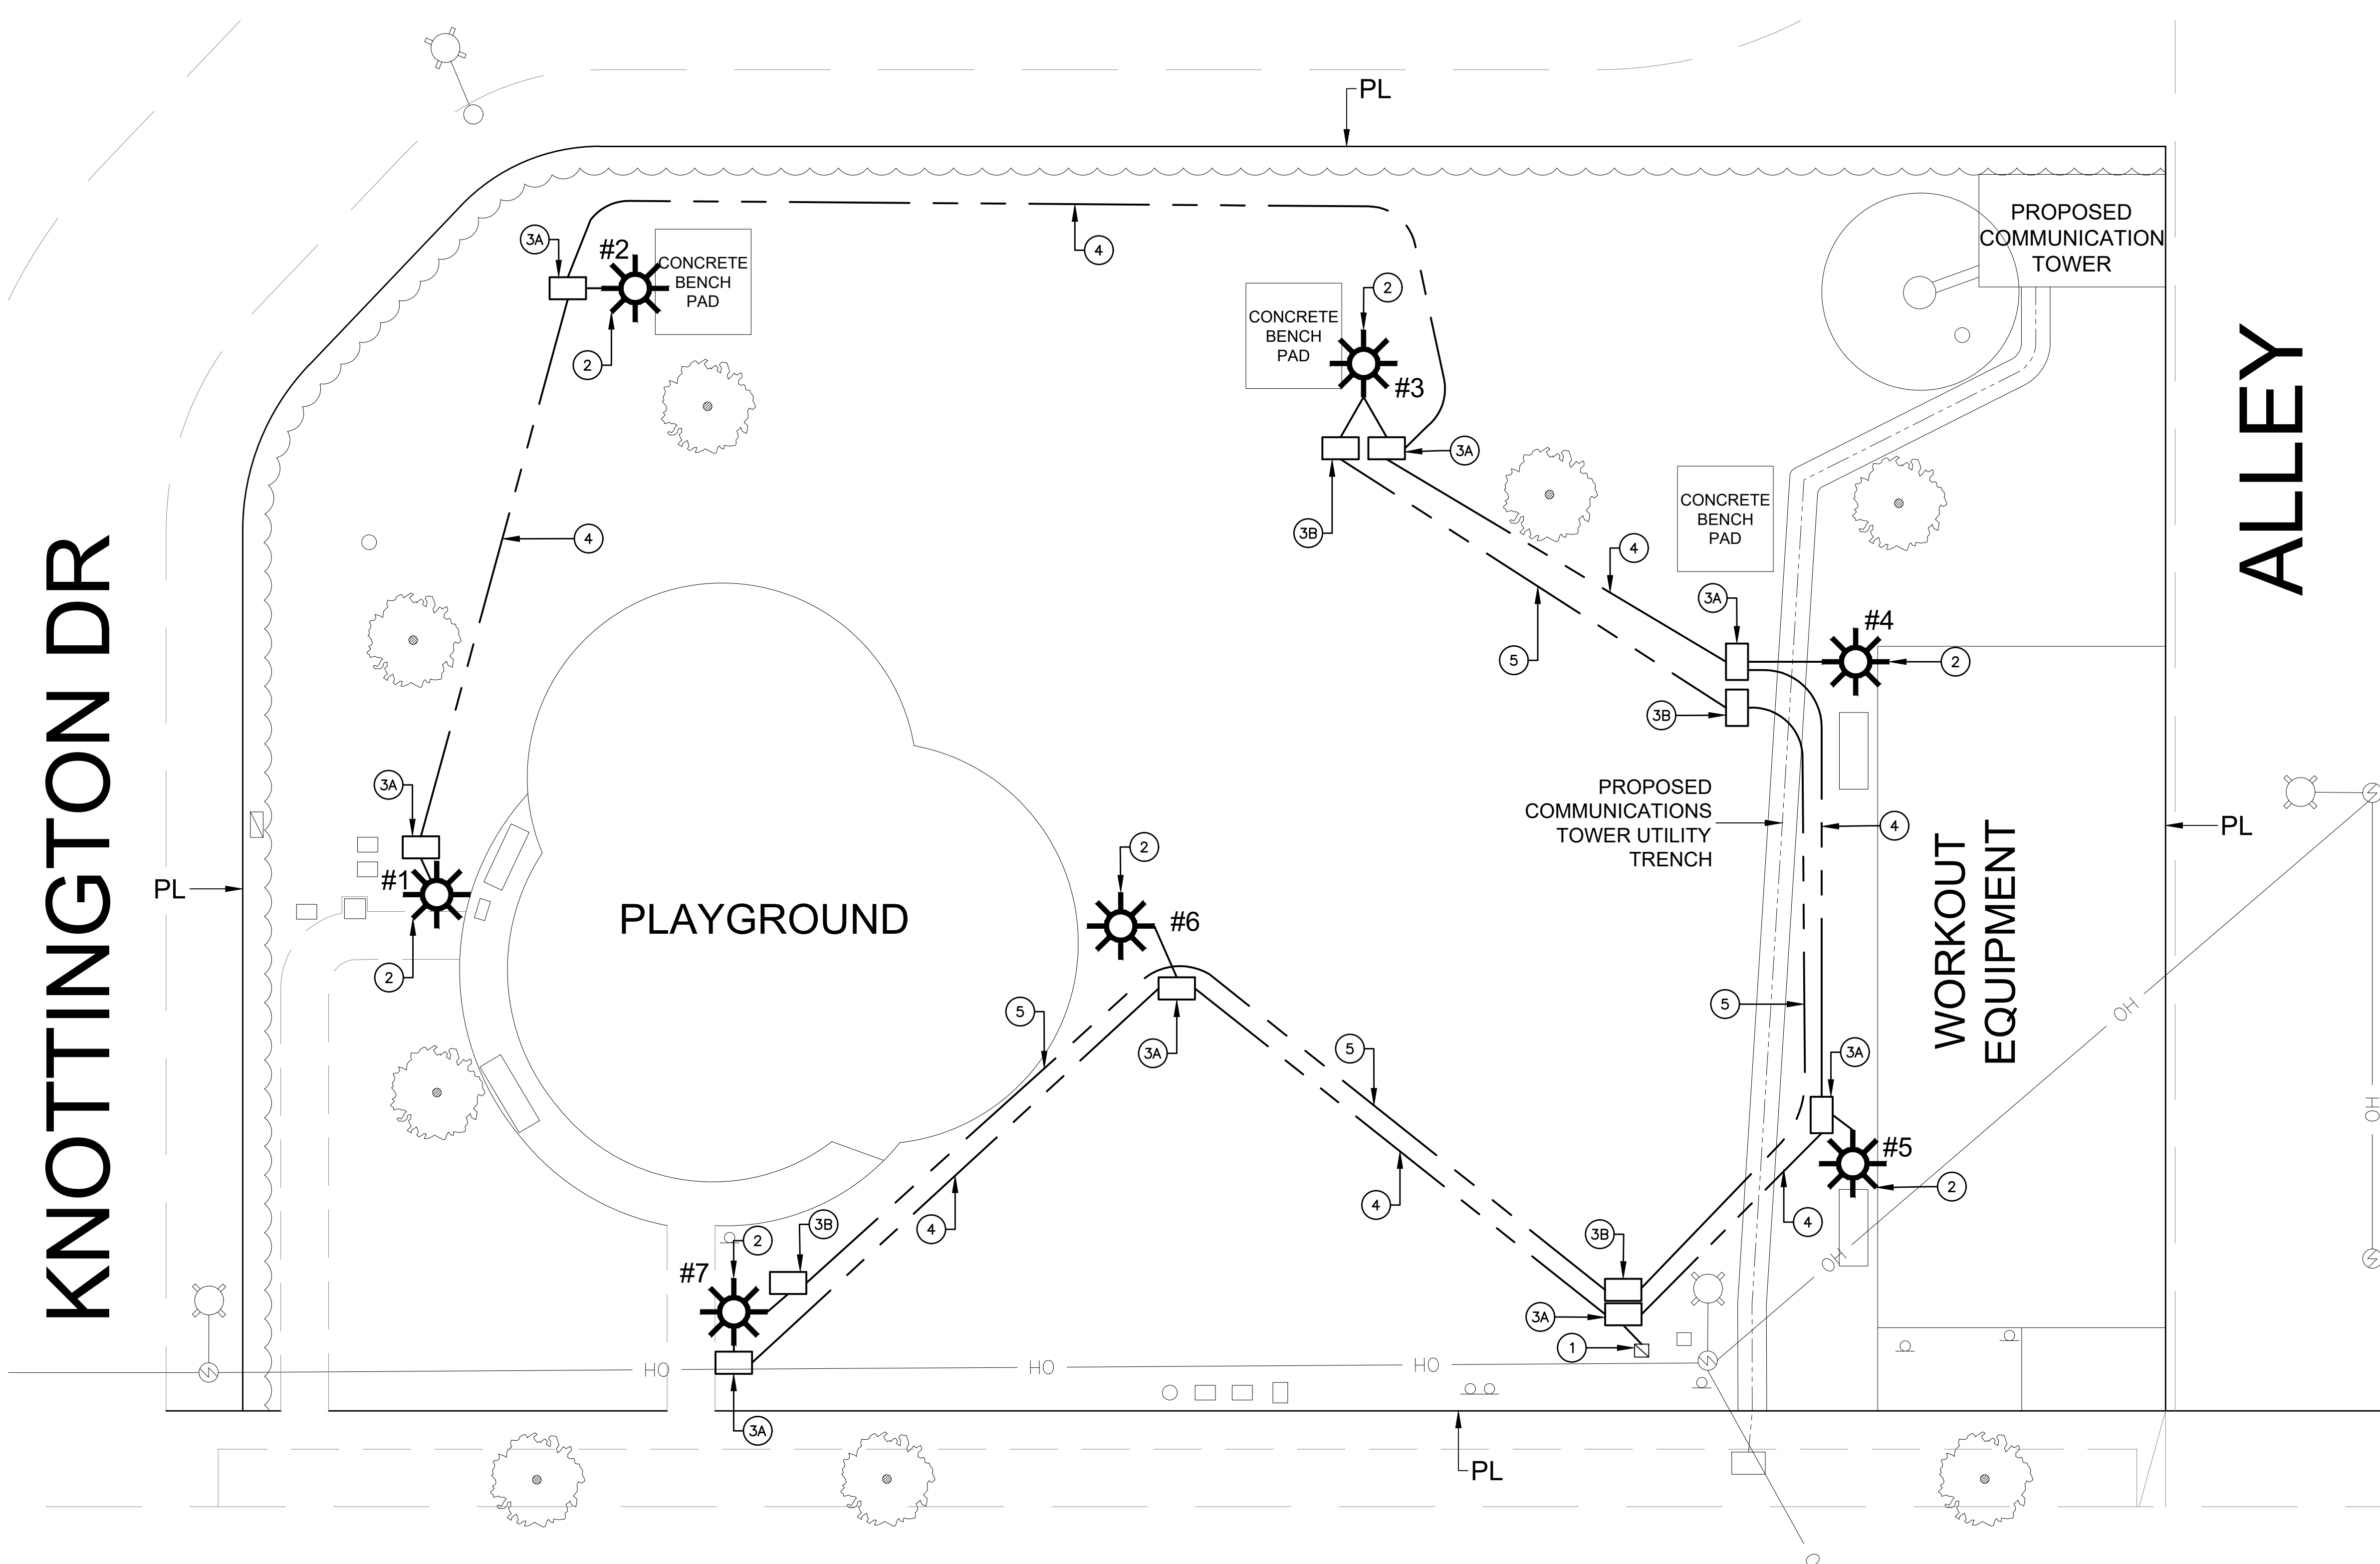 PL
PROPOSED
COMMUNICATION
TOWER
3A
#2
CONCRETE
BENCH
PAD
4
2
2
CONCRETE
BENCH
PAD
#3
3A
3B
4
CONCRETE
BENCH
PAD
ALLEY
4
5
3A
#4
2
3B
KNOTTINGTON DR
3A
PROPOSED
COMMUNICATIONS
TOWER UTILITY
TRENCH
4
PL
PL
#1
2
PLAYGROUND
2
#6
3A
5
5
4
5
WORKOUT
EQUIPMENT
OH
OH
3A
#5
2
4
4
4
3B
2
#7
3B
3A
1
OH
OH
OH
OH
3A
PL